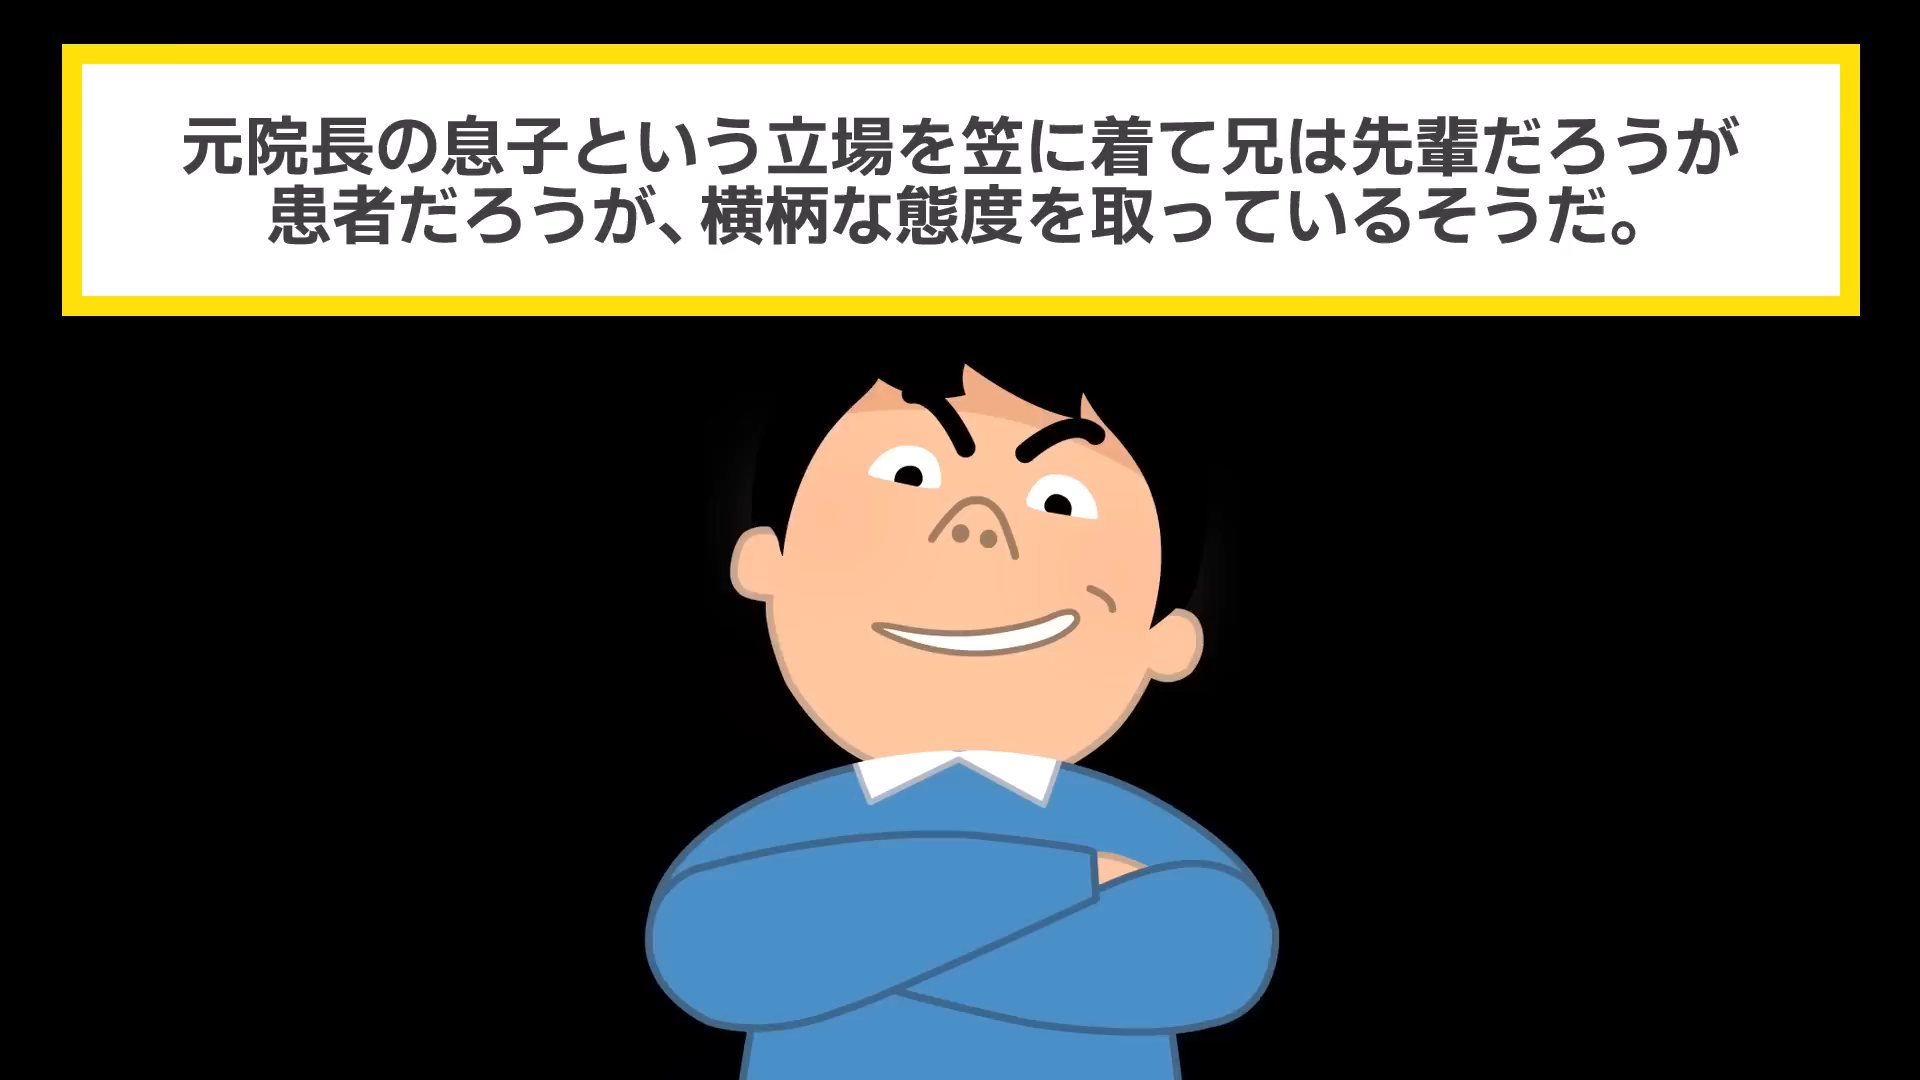 元院長の息子という立場を笠に着て兄は先輩だろうが
患者だろうが、横柄な態度を取っているそうだ。